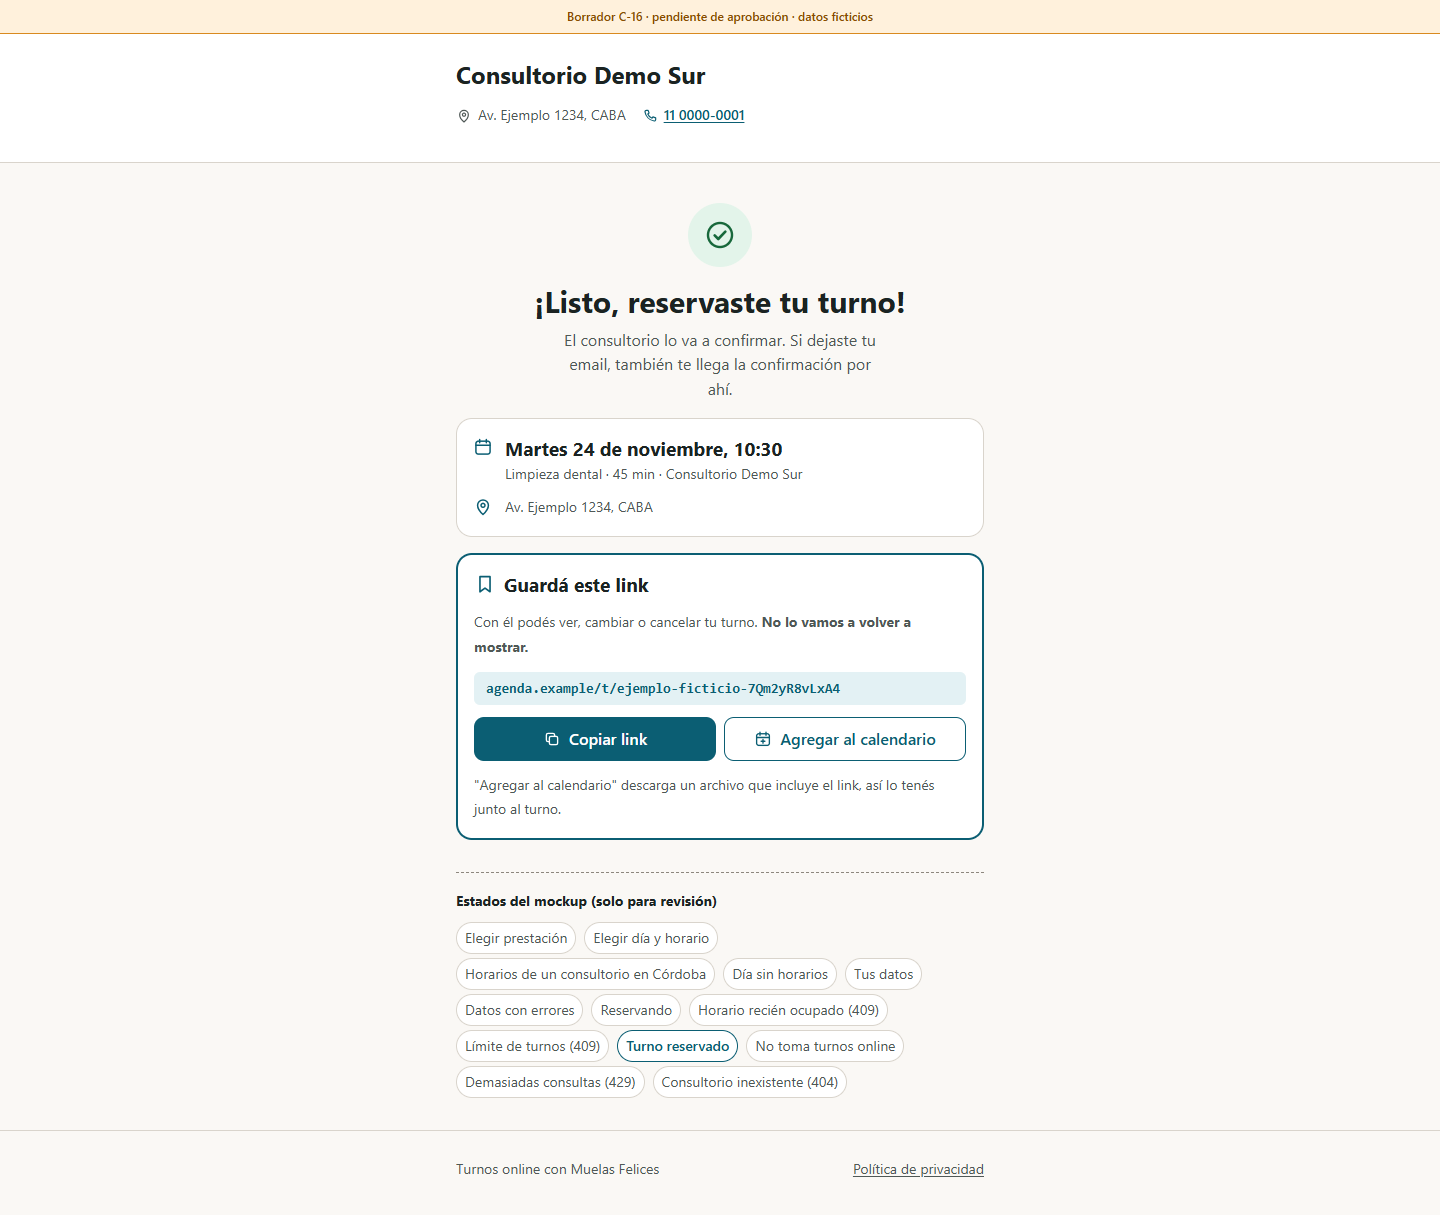 Borrador C-16 · pendiente de aprobación · datos ficticios
Consultorio Demo Sur
Av. Ejemplo 1234, CABA 11 0000-0001
¡Listo, reservaste tu turno!
El consultorio lo va a confirmar. Si dejaste tu
email, también te llega la confirmación por
ahí.
Martes 24 de noviembre, 10:30
Limpieza dental · 45 min · Consultorio Demo Sur
Av. Ejemplo 1234, CABA
Guardá este link
Con él podés ver, cambiar o cancelar tu turno. No lo vamos a volver a
mostrar.
agenda.example/t/ejemplo-ficticio-7Qm2yR8vLxA4
Copiar link Agregar al calendario
"Agregar al calendario" descarga un archivo que incluye el link, así lo tenés
junto al turno.
Estados del mockup (solo para revisión)
Elegir prestación Elegir día y horario
Horarios de un consultorio en Córdoba Día sin horarios Tus datos
Datos con errores Reservando Horario recién ocupado (409)
Límite de turnos (409) Turno reservado No toma turnos online
Demasiadas consultas (429) Consultorio inexistente (404)
Turnos online con Muelas Felices Política de privacidad